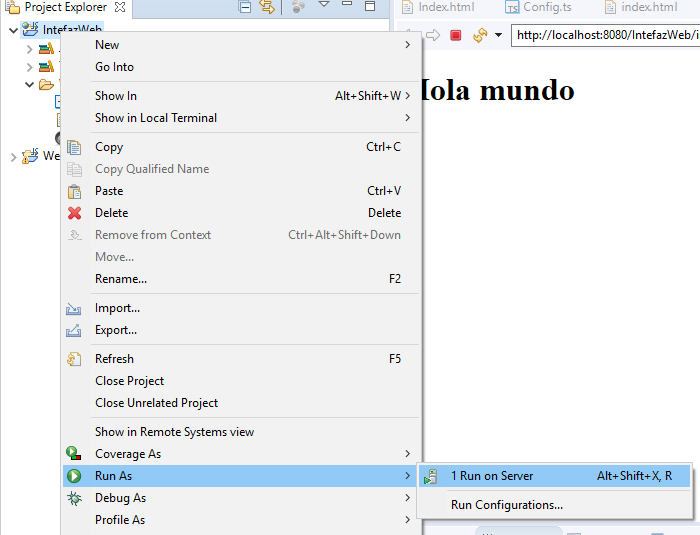 Project Explorer
Index.html
Config.ts
index.html
IntefazWeb
http://localhost:8080/IntefazWeb/i
New
Go Into
Show In Alt+Shift+W
Show in Local Terminal
mundo
Copy Ctrl+C
Copy Qualified Name
Paste Ctrl+V
Delete Delete
Remove from Context Ctrl+Alt+Shift+Down
Move...
Rename... F2
Import...
Export...
Refresh F5
Close Project
Close Unrelated Project
Show in Remote Systems view
Coverage As
Run As
1 Run on Server Alt+Shift+X, R
Debug As
Run Configurations...
Profile As